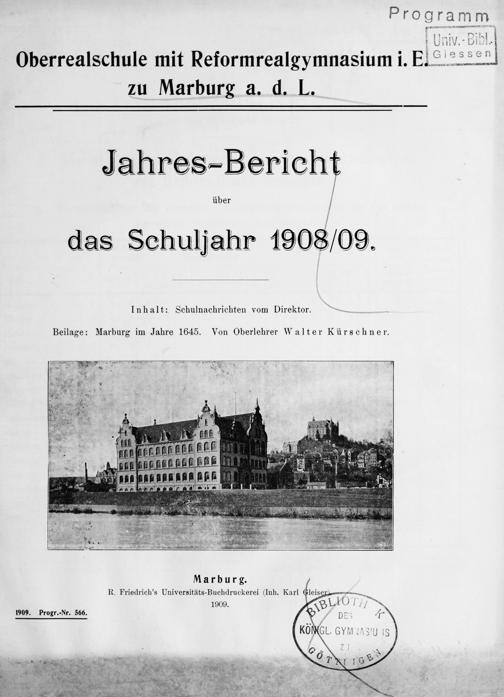 Programm
Univ.-Bibl.
Giessen
Oberrealschule mit Reformrealgymnasium i. E.
zu Marburg a. d. L.
Jahres-Bericht
über
das Schuljahr 1908/09.
Inhalt: Schulnachrichten vom Direktor.
Beilage: Marburg im Jahre 1645. Von Oberlehrer Walter Kürschner.
Marburg.
R. Friedrich's Universitäts-Buchdruckerei (Inh. Karl Gleiser).
1909.
1909. Progr.-Nr. 566.
BIBLIOTHEK
DES
KÖNIGL. GYMNASIUMS
ZU
GÖTTINGEN